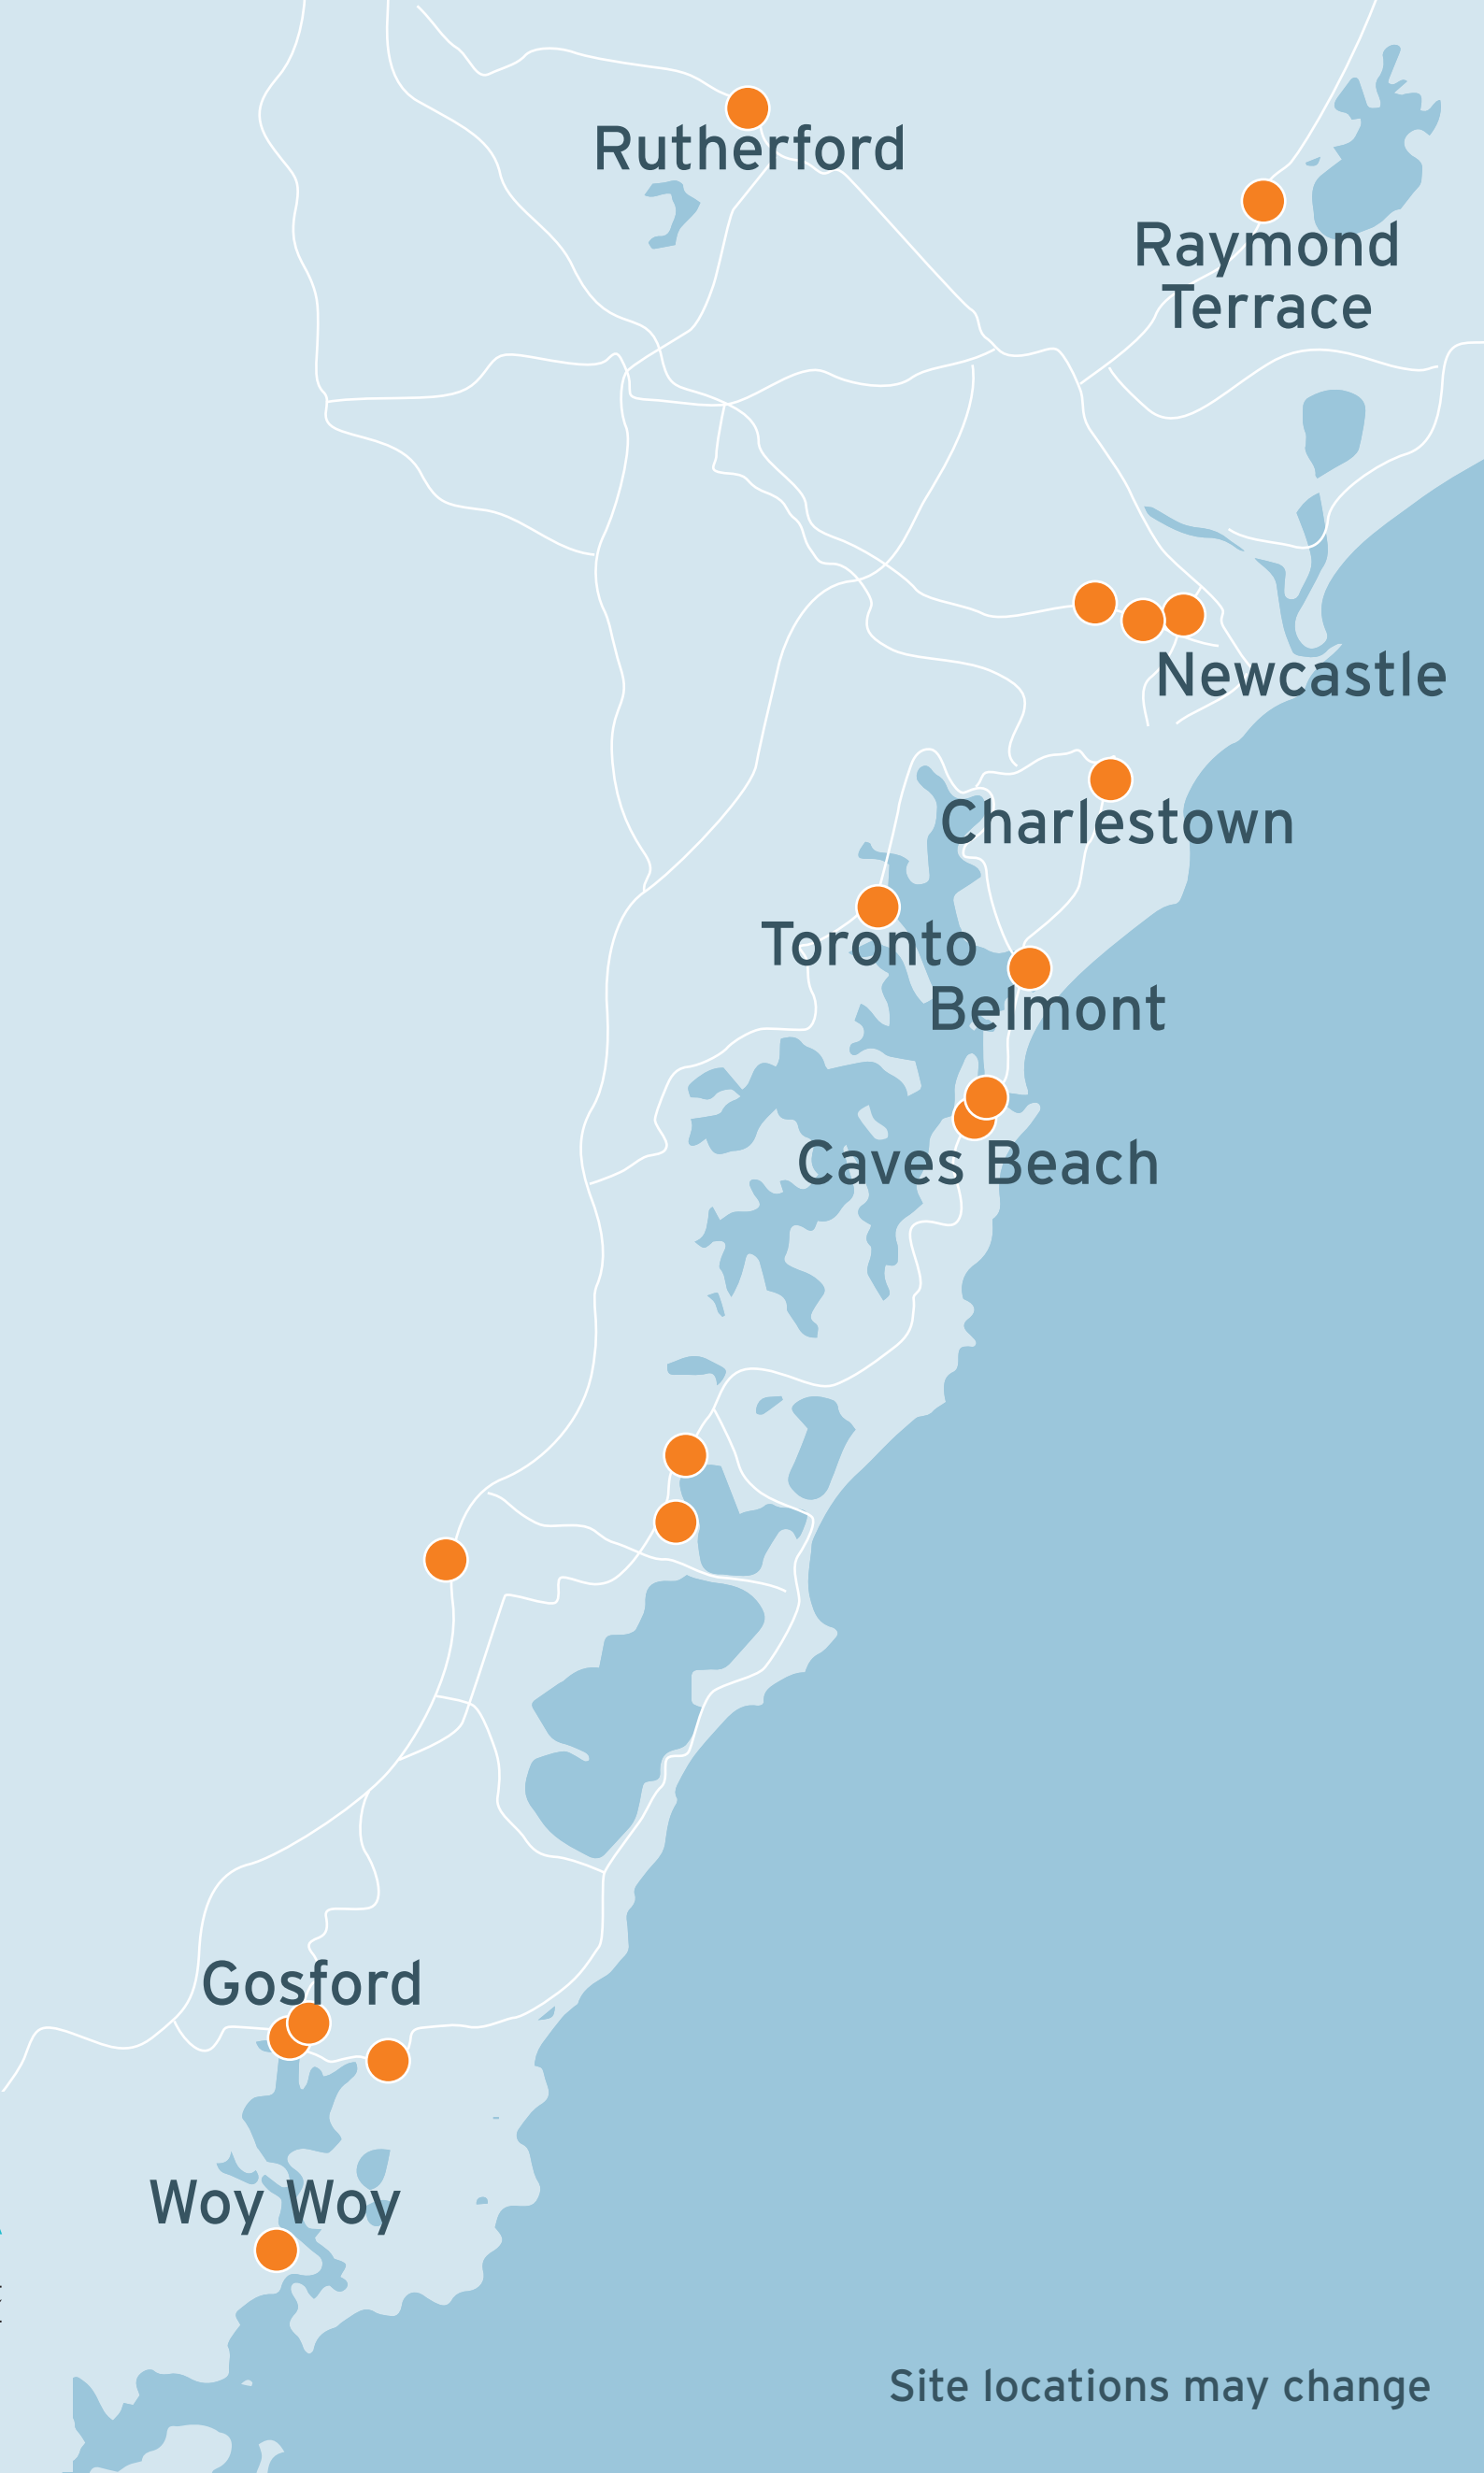 Rutherford
Raymond
Terrace
Newcastle
Charlestown
Toronto
Belmont
Caves Beach
Gosford
Woy Woy
Site locations may change